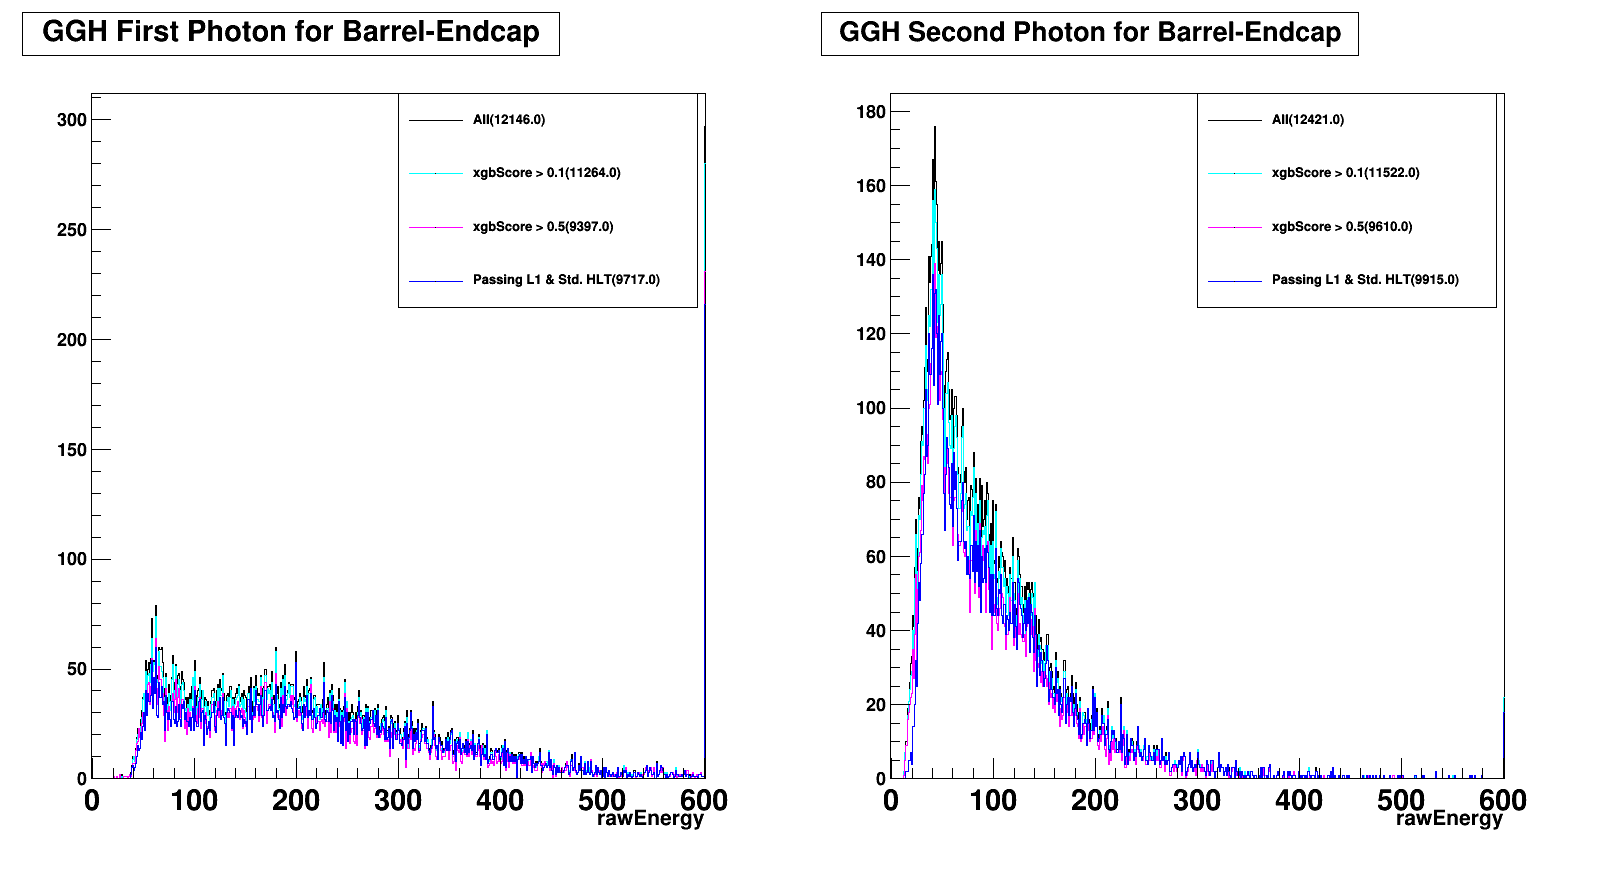 GGH First Photon for Barrel-Endcap
300
250
200
150
100
50
0
All(12146.0)
xgbScore > 0.1(11264.0)
xgbScore > 0.5(9397.0)
Passing L1 & Std. HLT(9717.0)
0 100 200 300 400 500 600
rawEnergy
GGH Second Photon for Barrel-Endcap
180
160
140
120
100
80
60
40
20
0
All(12421.0)
xgbScore > 0.1(11522.0)
xgbScore > 0.5(9610.0)
Passing L1 & Std. HLT(9915.0)
0 100 200 300 400 500 600
rawEnergy